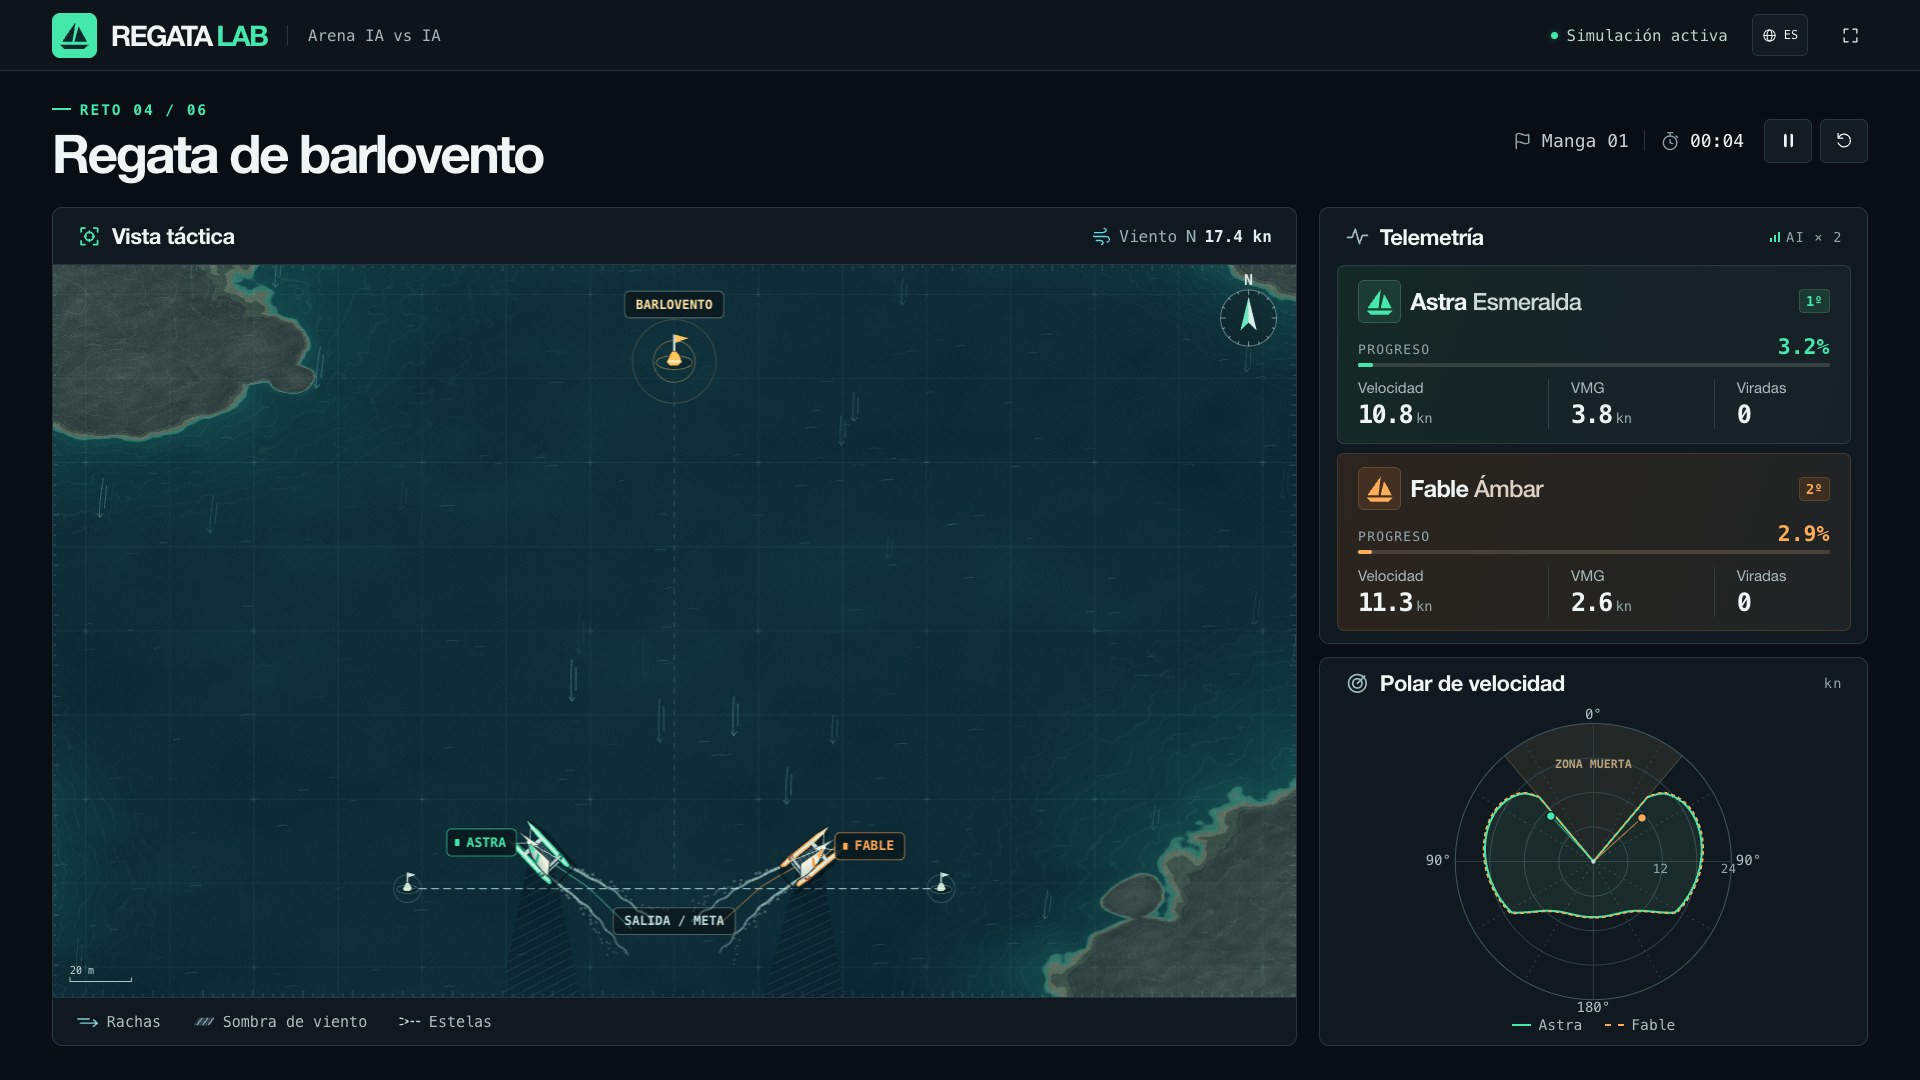 REGATA LAB
Arena IA vs IA
Simulación activa
ES
RETO 04 / 06
Regata de barlovento
Manga 01
00:04
Vista táctica
Viento N 17.4 kn
BARLOVENTO
N
ASTRA
FABLE
SALIDA / META
20 m
Rachas
Sombra de viento
Estelas
Telemetría
AI × 2
Astra Esmeralda
1º
PROGRESO
3.2%
Velocidad
VMG
Viradas
10.8 kn
3.8 kn
0
Fable Ámbar
2º
PROGRESO
2.9%
Velocidad
VMG
Viradas
11.3 kn
2.6 kn
0
Polar de velocidad
kn
0°
ZONA MUERTA
90°
12
24
90°
180°
Astra
Fable